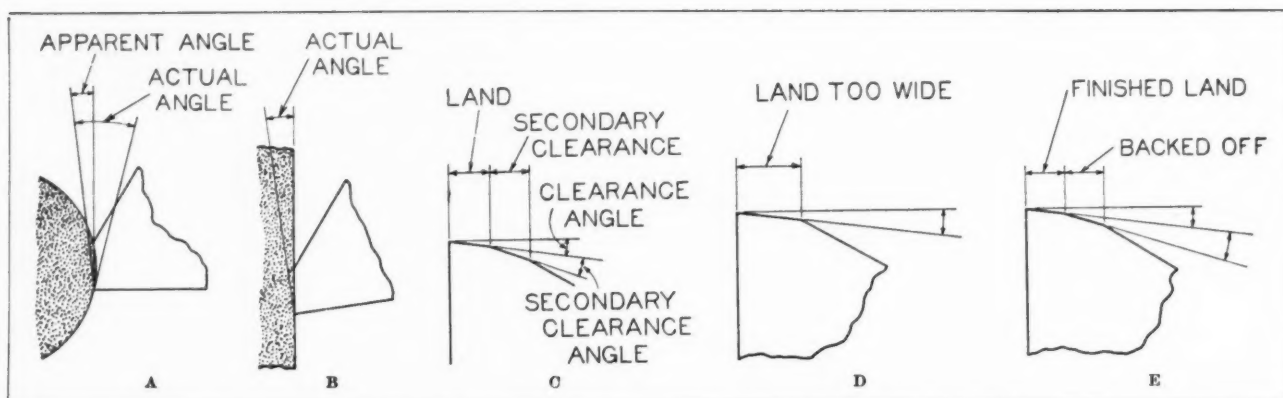 APPARENT ANGLE
ACTUAL
ANGLE
A
ACTUAL
ANGLE
B
LAND
SECONDARY
CLEARANCE
CLEARANCE
ANGLE
SECONDARY
CLEARANCE
ANGLE
C
LAND TOO WIDE
D
FINISHED LAND
BACKED OFF
E